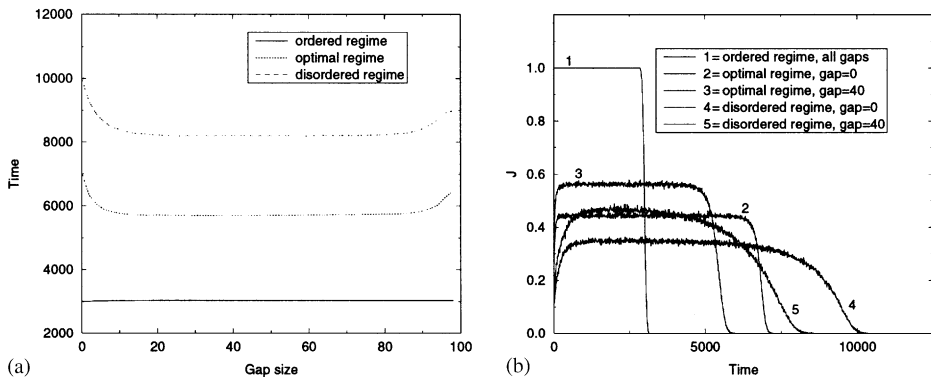 12000
10000
8000
6000
4000
2000
Time
0
20
40
60
80
100
Gap size
ordered regime
optimal regime
disordered regime
(a)
1.0
0.8
0.6
0.4
0.2
0.0
J
0
5000
10000
Time
1 = ordered regime, all gaps
2 = optimal regime, gap=0
3 = optimal regime, gap=40
4 = disordered regime, gap=0
5 = disordered regime, gap=40
1
3
2
5
4
(b)